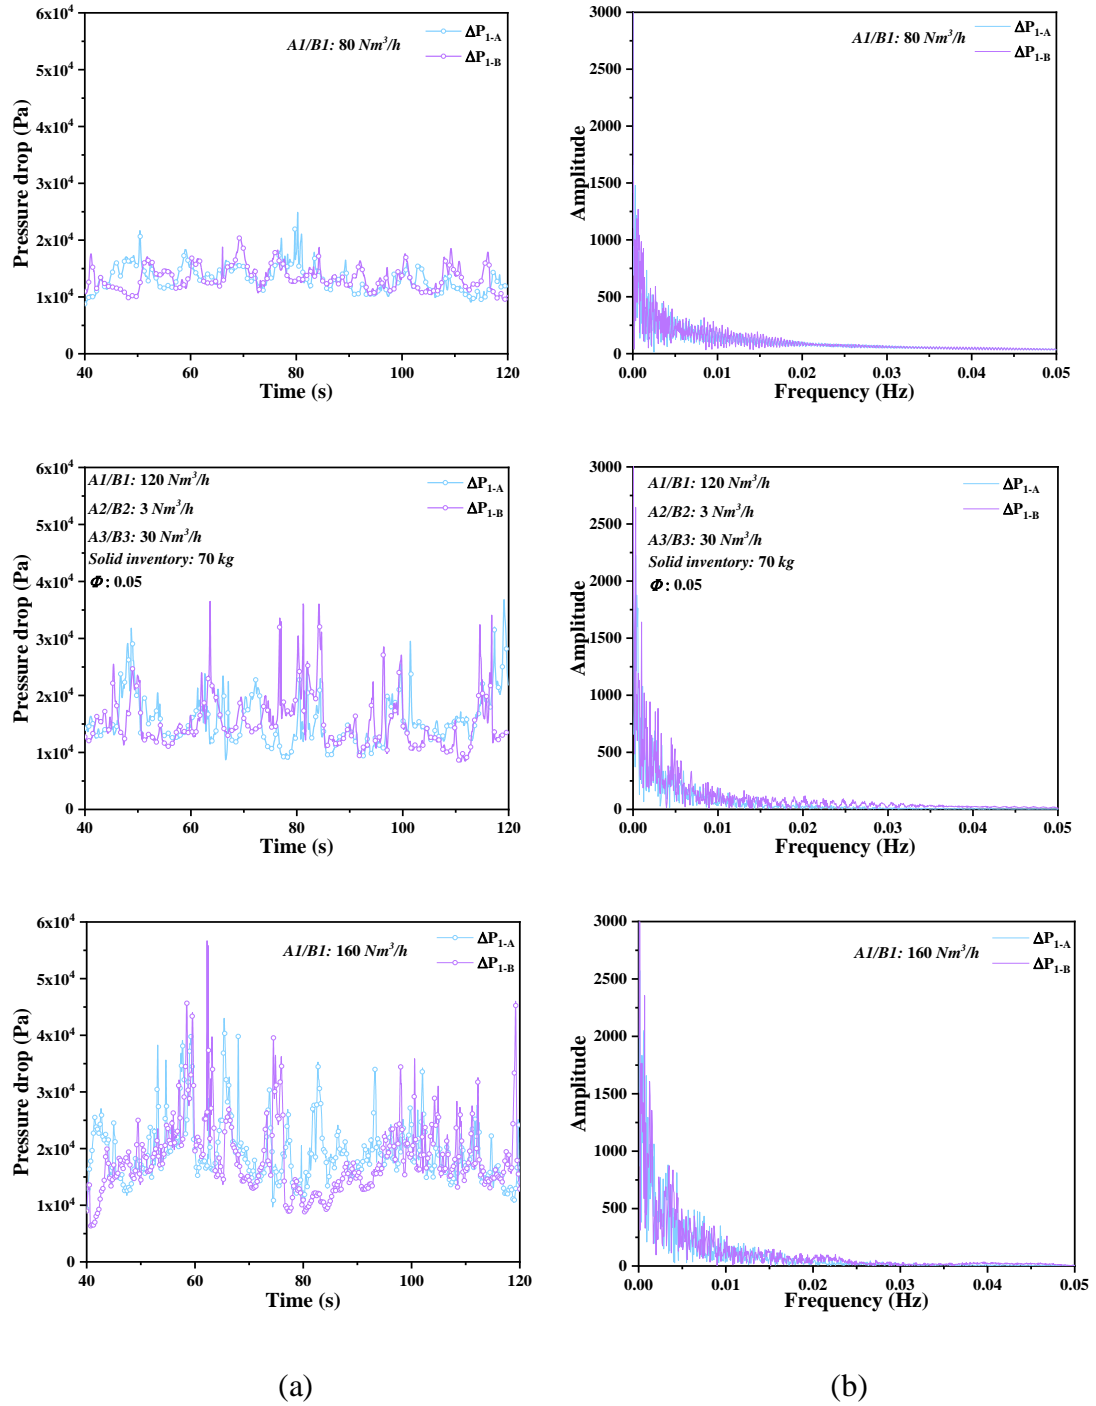 6x10⁴
5x10⁴
4x10⁴
3x10⁴
2x10⁴
1x10⁴
0
Pressure drop (Pa)
A1/B1: 80 Nm³/h
ΔP1-A
ΔP1-B
40 60 80 100 120
Time (s)
3000
2500
2000
1500
1000
500
0
Amplitude
A1/B1: 80 Nm³/h
ΔP1-A
ΔP1-B
0.00 0.01 0.02 0.03 0.04 0.05
Frequency (Hz)
6x10⁴
5x10⁴
4x10⁴
3x10⁴
2x10⁴
1x10⁴
0
Pressure drop (Pa)
A1/B1: 120 Nm³/h
A2/B2: 3 Nm³/h
A3/B3: 30 Nm³/h
Solid inventory: 70 kg
Φ: 0.05
ΔP1-A
ΔP1-B
40 60 80 100 120
Time (s)
3000
2500
2000
1500
1000
500
0
Amplitude
A1/B1: 120 Nm³/h
A2/B2: 3 Nm³/h
A3/B3: 30 Nm³/h
Solid inventory: 70 kg
Φ: 0.05
ΔP1-A
ΔP1-B
0.00 0.01 0.02 0.03 0.04 0.05
Frequency (Hz)
6x10⁴
5x10⁴
4x10⁴
3x10⁴
2x10⁴
1x10⁴
0
Pressure drop (Pa)
A1/B1: 160 Nm³/h
ΔP1-A
ΔP1-B
40 60 80 100 120
Time (s)
3000
2500
2000
1500
1000
500
0
Amplitude
A1/B1: 160 Nm³/h
ΔP1-A
ΔP1-B
0.00 0.01 0.02 0.03 0.04 0.05
Frequency (Hz)
(a)
(b)